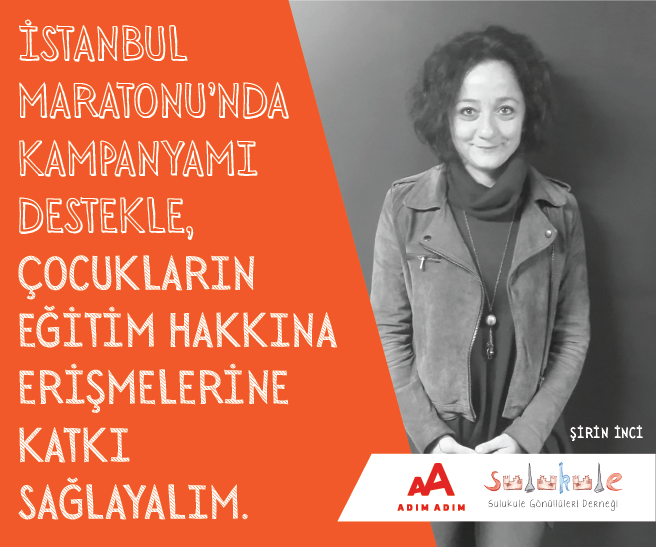 İSTANBUL
MARATONU'NDA
KAMPANYAMI
DESTEKLE,
ÇOCUKLARIN
EĞİTİM HAKKINA
ERİŞMELERİNE
KATKI
SAĞLAYALIM.
ŞİRİN İNCİ
AA
ADIM ADIM
Sulukule
Sulukule Gönüllüleri Derneği